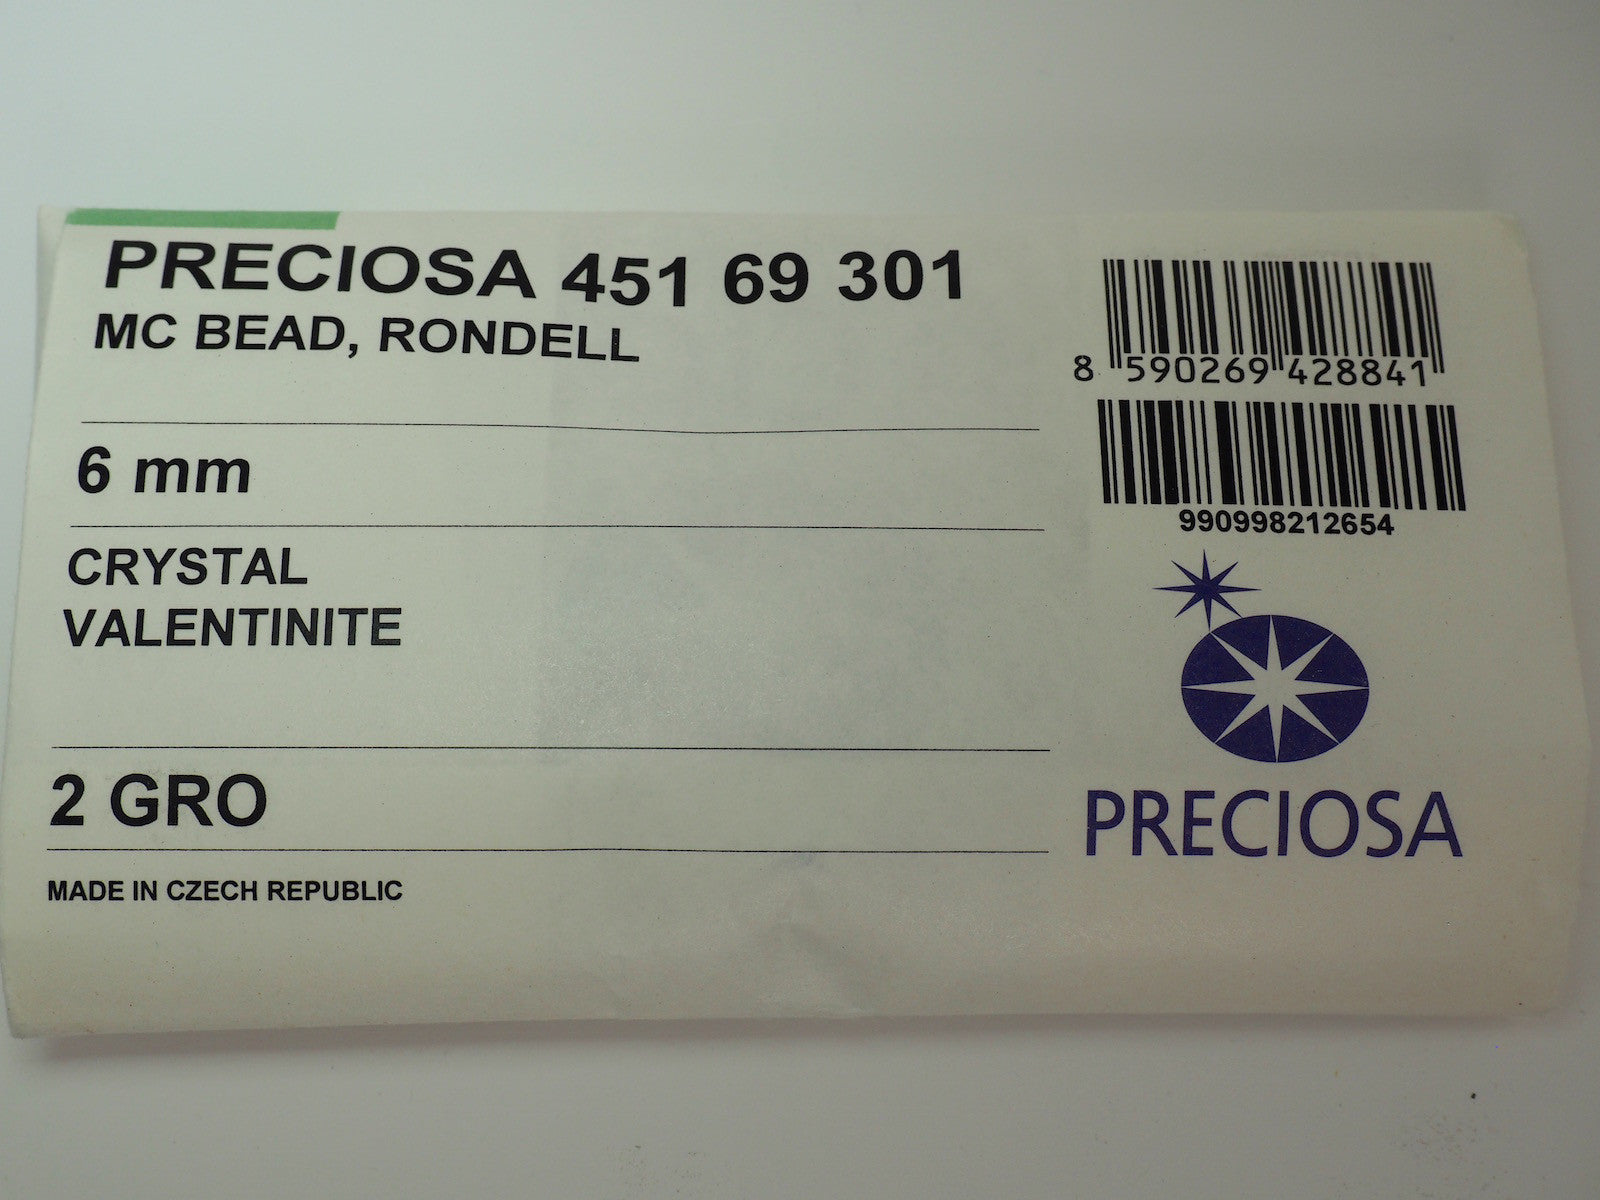 PRECIOSA 451 69 301
MC BEAD, RONDELL
6 mm
CRYSTAL
VALENTINITE
2 GRO
MADE IN CZECH REPUBLIC
8 590269 428841
990998212654
PRECIOSA